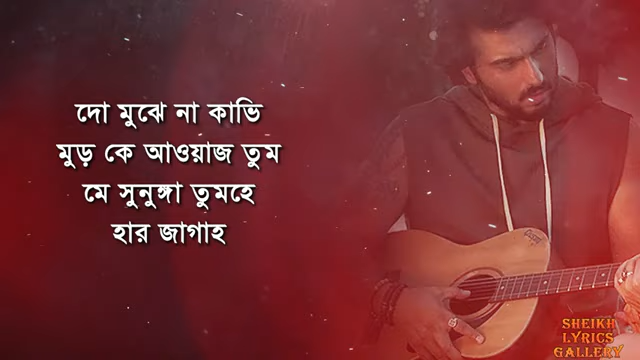 দো মুঝে না কাভি
মুড় কে আওয়াজ তুম
মে সুনুঙ্গা তুমহে
হার জাগাহ
SHEIKH
LYRICS
GALLERY